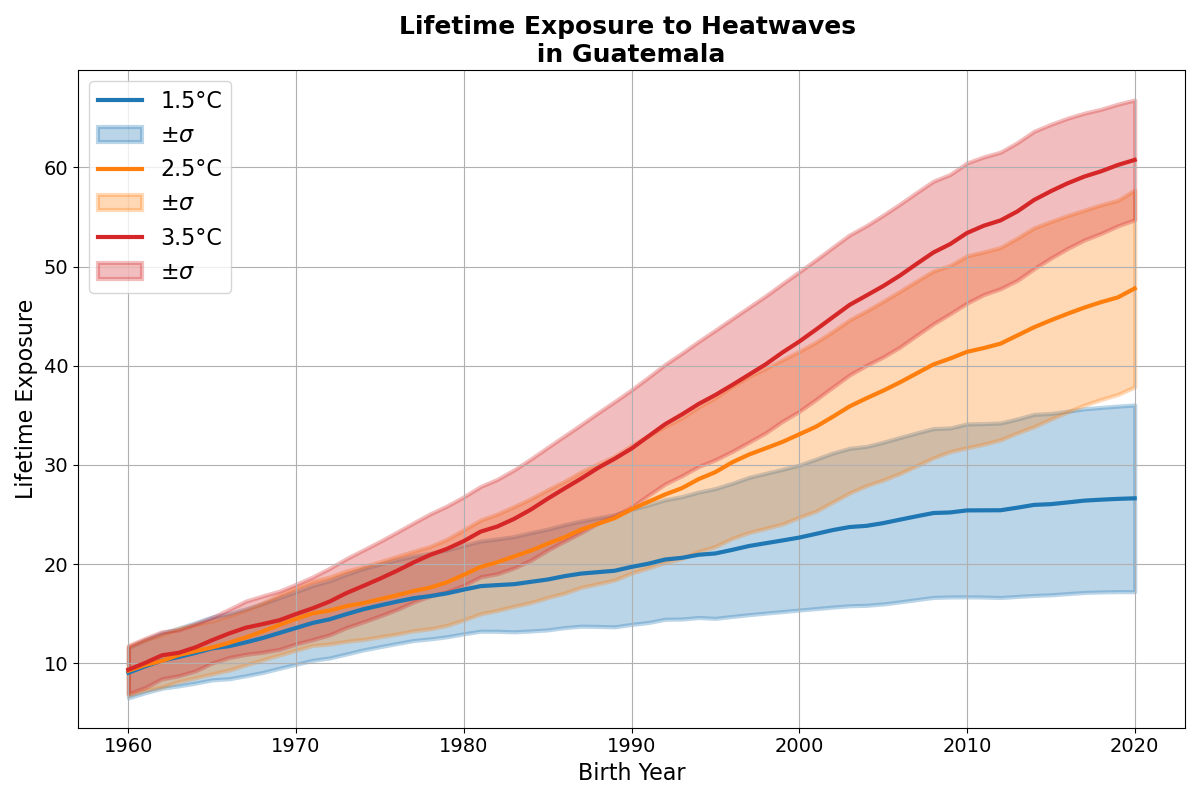 Lifetime Exposure to Heatwaves
in Guatemala
1.5°C
±σ
2.5°C
±σ
3.5°C
±σ
Lifetime Exposure
60
50
40
30
20
10
1960 1970 1980 1990 2000 2010 2020
Birth Year